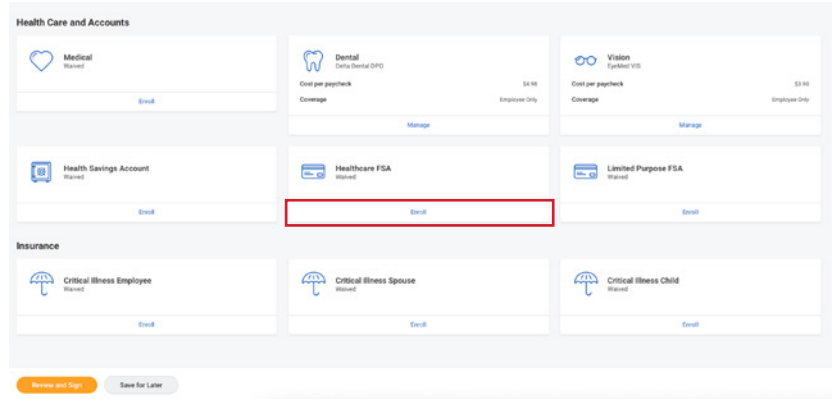 Health Care and Accounts
Medical
Waived
Enroll
Dental
Delta Dental DPO
Cost per paycheck $4.98
Coverage Employee Only
Manage
Vision
EyeMed VIS
Cost per paycheck $3.90
Coverage Employee Only
Manage
Health Savings Account
Waived
Enroll
Healthcare FSA
Waived
Enroll
Limited Purpose FSA
Waived
Enroll
Insurance
Critical Illness Employee
Waived
Enroll
Critical Illness Spouse
Waived
Enroll
Critical Illness Child
Waived
Enroll
Review and Sign
Save for Later